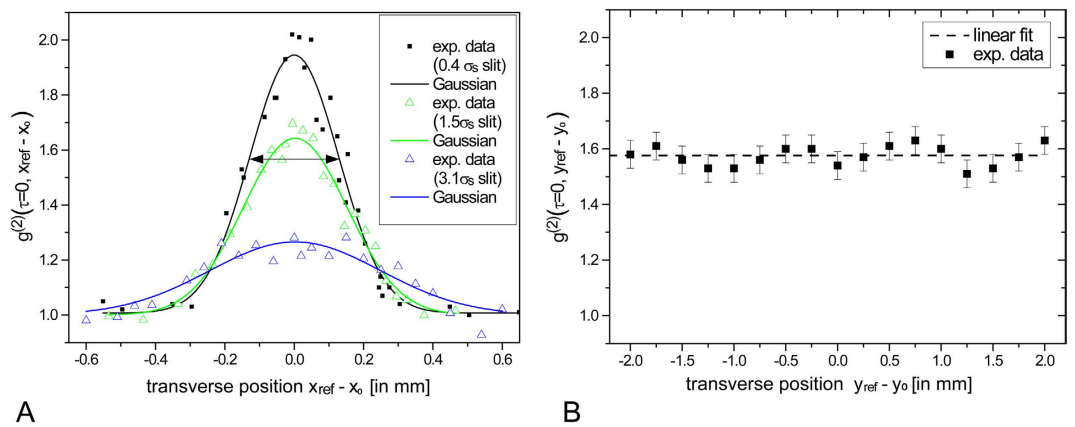 g(2)(τ=0, xref - xo)
2.0
1.8
1.6
1.4
1.2
1.0
-0.6
-0.4
-0.2
0.0
0.2
0.4
0.6
transverse position xref - xo [in mm]
exp. data
(0.4 σs slit)
Gaussian
exp. data
(1.5σs slit)
Gaussian
exp. data
(3.1σs slit)
Gaussian
A
g(2)(τ=0, yref - yo)
2.0
1.8
1.6
1.4
1.2
1.0
-2.0
-1.5
-1.0
-0.5
0.0
0.5
1.0
1.5
2.0
transverse position yref - yo [in mm]
linear fit
exp. data
B